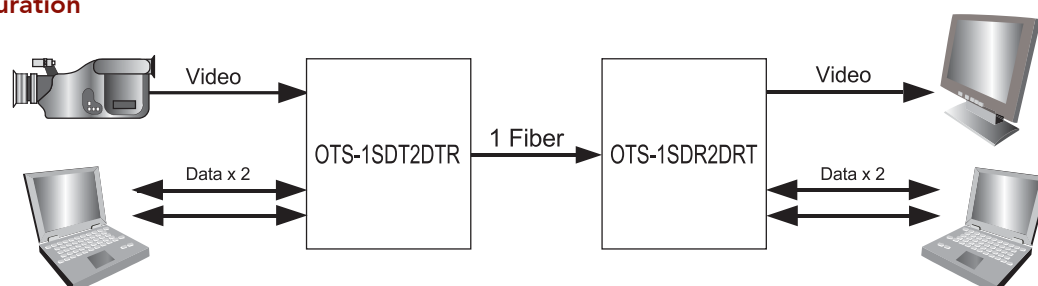 uration
Video
Video
1 Fiber
OTS-1SDT2DTR
OTS-1SDR2DRT
Data x 2
Data x 2